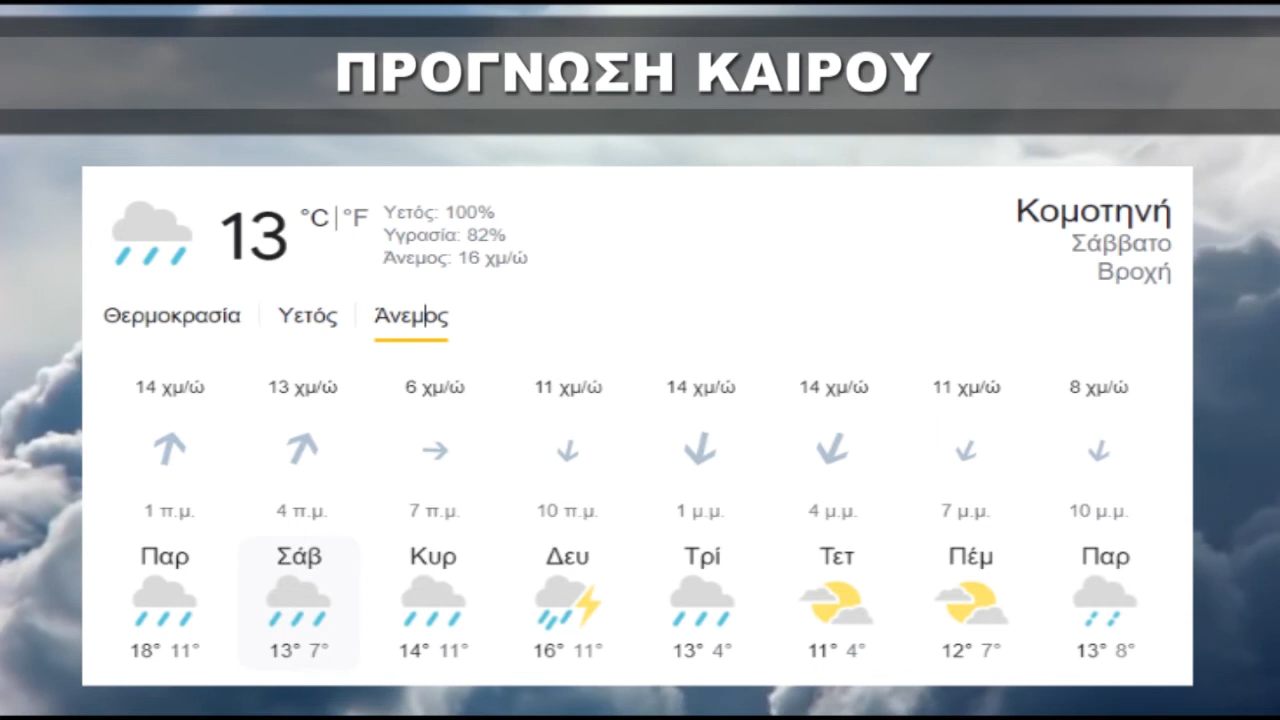 ΠΡΟΓΝΩΣΗ ΚΑΙΡΟΥ
13 °C | °F
Υετός: 100%
Υγρασία: 82%
Άνεμος: 16 χμ/ώ
Κομοτηνή
Σάββατο
Βροχή
Θερμοκρασία Υετός Άνεμος
14 χμ/ώ 13 χμ/ώ 6 χμ/ώ 11 χμ/ώ 14 χμ/ώ 14 χμ/ώ 11 χμ/ώ 8 χμ/ώ
1 π.μ. 4 π.μ. 7 π.μ. 10 π.μ. 1 μ.μ. 4 μ.μ. 7 μ.μ. 10 μ.μ.
Παρ Σάβ Κυρ Δευ Τρί Τετ Πέμ Παρ
18° 11° 13° 7° 14° 11° 16° 11° 13° 4° 11° 4° 12° 7° 13° 8°